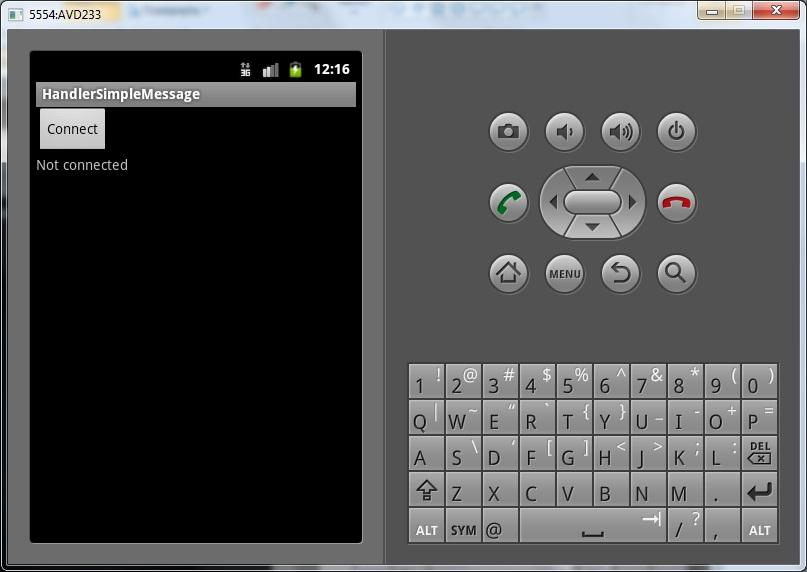 5554:AVD233
3G 12:16
HandlerSimpleMessage
Connect
Not connected
MENU
1 ! 2 @ 3 # 4 $ 5 % 6 ^ 7 & 8 * 9 ( 0 )
Q | W ~ E “ R ` T { Y } U _ I - O + P =
A S \ D ‘ F [ G ] H < J > K ; L : DEL
Z X C V B N M .
ALT SYM @ / ? , ALT